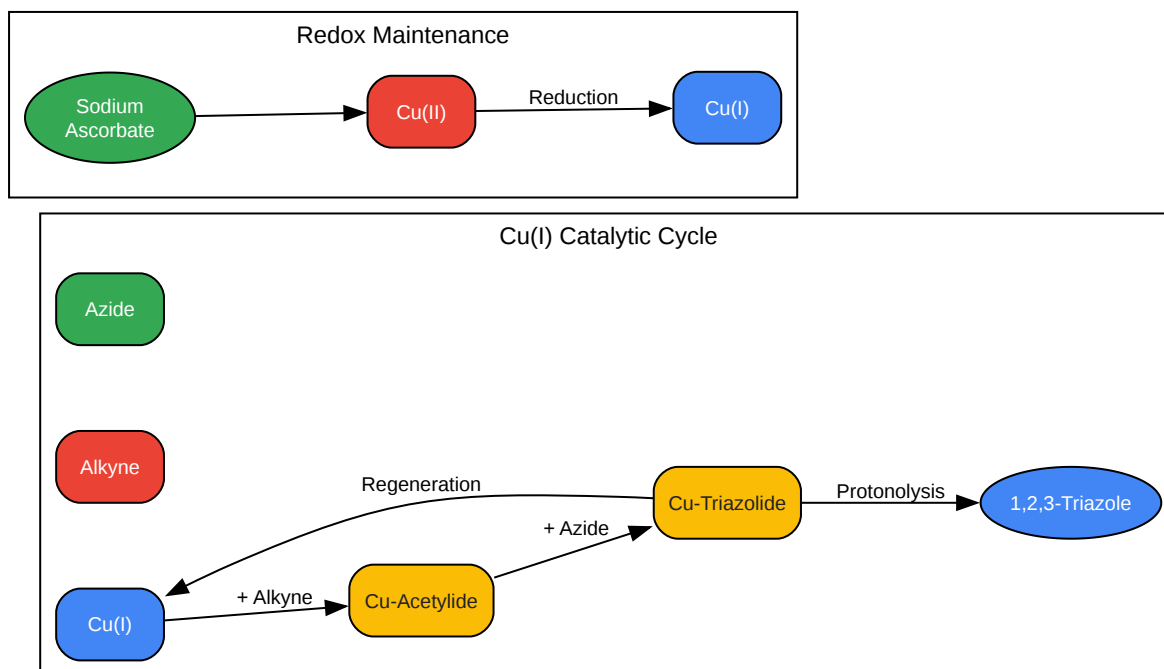 Redox Maintenance
Sodium
Ascorbate
Cu(II)
Reduction
Cu(I)
Cu(I) Catalytic Cycle
Azide
Alkyne
Regeneration
Cu-Triazolide
Protonolysis
1,2,3-Triazole
+ Azide
Cu(I)
+ Alkyne
Cu-Acetylide